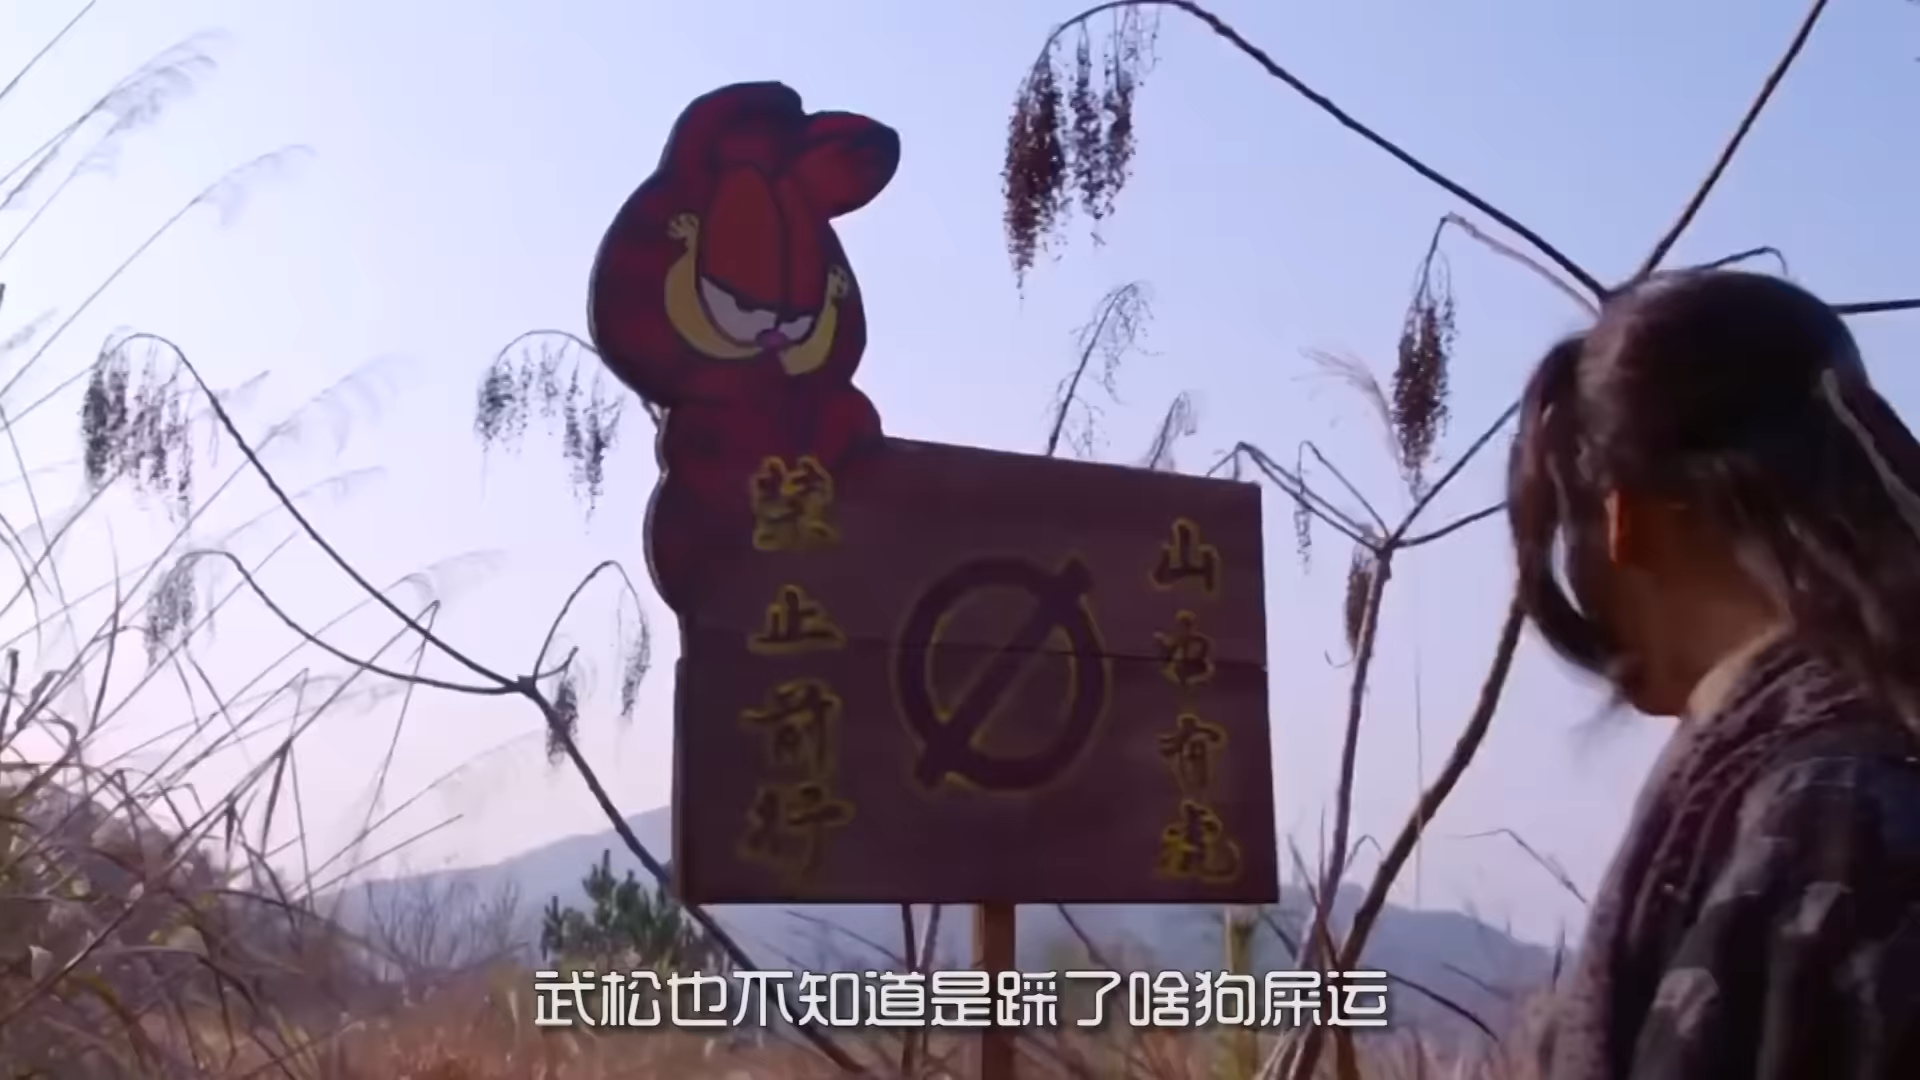 山内有虎
禁止前行
武松也不知道是踩了啥狗屎运